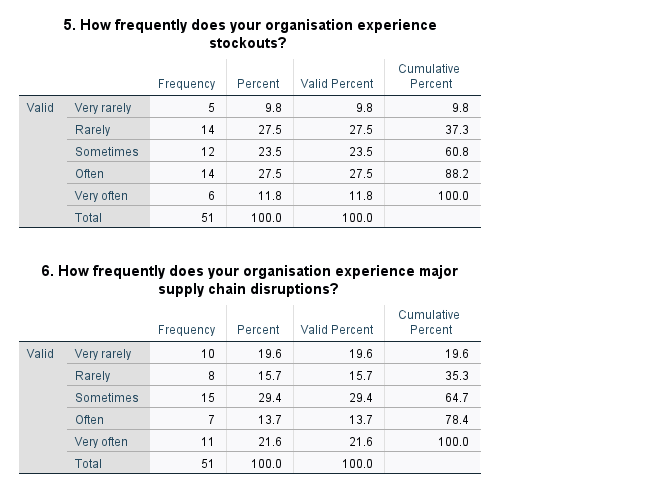 5. How frequently does your organisation experience
stockouts?
Cumulative
Frequency Percent Valid Percent Percent
Valid Very rarely 5 9.8 9.8 9.8
Rarely 14 27.5 27.5 37.3
Sometimes 12 23.5 23.5 60.8
Often 14 27.5 27.5 88.2
Very often 6 11.8 11.8 100.0
Total 51 100.0 100.0
6. How frequently does your organisation experience major
supply chain disruptions?
Cumulative
Frequency Percent Valid Percent Percent
Valid Very rarely 10 19.6 19.6 19.6
Rarely 8 15.7 15.7 35.3
Sometimes 15 29.4 29.4 64.7
Often 7 13.7 13.7 78.4
Very often 11 21.6 21.6 100.0
Total 51 100.0 100.0